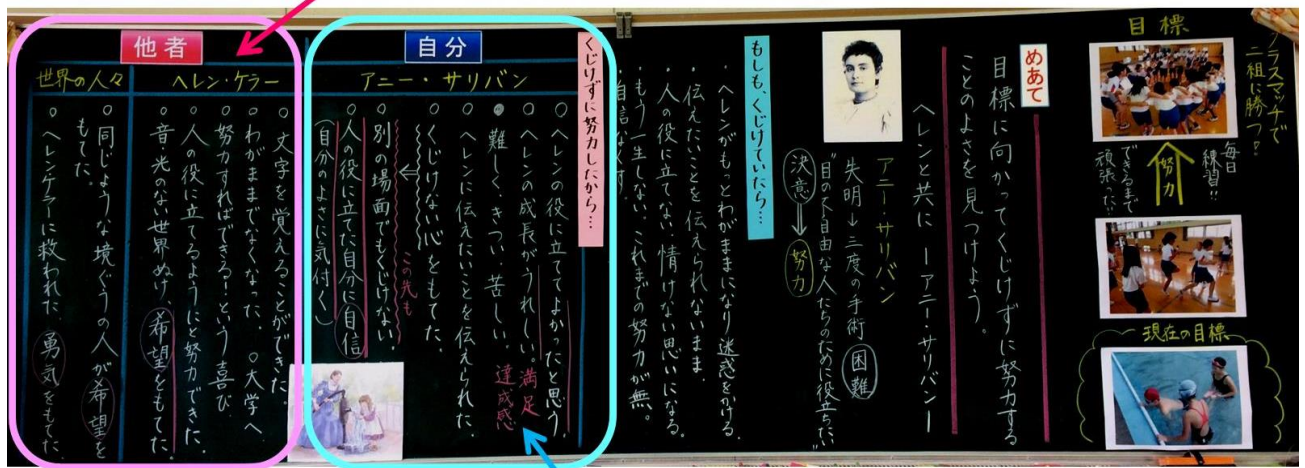 目標
クラスマッチで
二組に勝つ！
毎日
練習!!
できるまで
頑張った!!
努力
現在の目標
めあて
目標に向かってくじけずに努力する
ことのよさを見つけよう。
ヘレンと共に ーアニー・サリバンー
アニー・サリバン
失明→三度の手術 困難
"目の不自由な人たちのために役立ちたい"
決意⇒努力
もしも、くじけていたら…
・ヘレンがもっとわがままになり迷惑をかける。
・伝えたいことを伝えられないまま。
・人の役に立てない、情けない思いになる。
・もう一生しない、これまでの努力が無。
・自信なくす。
くじけずに努力したから…
自分
アニー・サリバン
○ヘレンの役に立ててよかったと思う。
○ヘレンの成長がうれしい。満足
達成感
難しく、きつい、苦しい。
○ヘレンに伝えたいことを伝えられた。
○くじけない心をもてた。
この先も
別の場面でもくじけない。
人の役に立てた自分に自信
(自分のよさに気付く)
他者
ヘレン・ケラー
○文字を覚えることができた。
○わがままでなくなった。○大学へ
○努力すればできる！という喜び。
○人の役に立てるようにと努力できた。
○音・光のない世界ぬけ、希望をもてた。
世界の人々
○同じような境ぐうの人が希望を
もてた。
○ヘレンケラーに救われた。勇気をもてた。